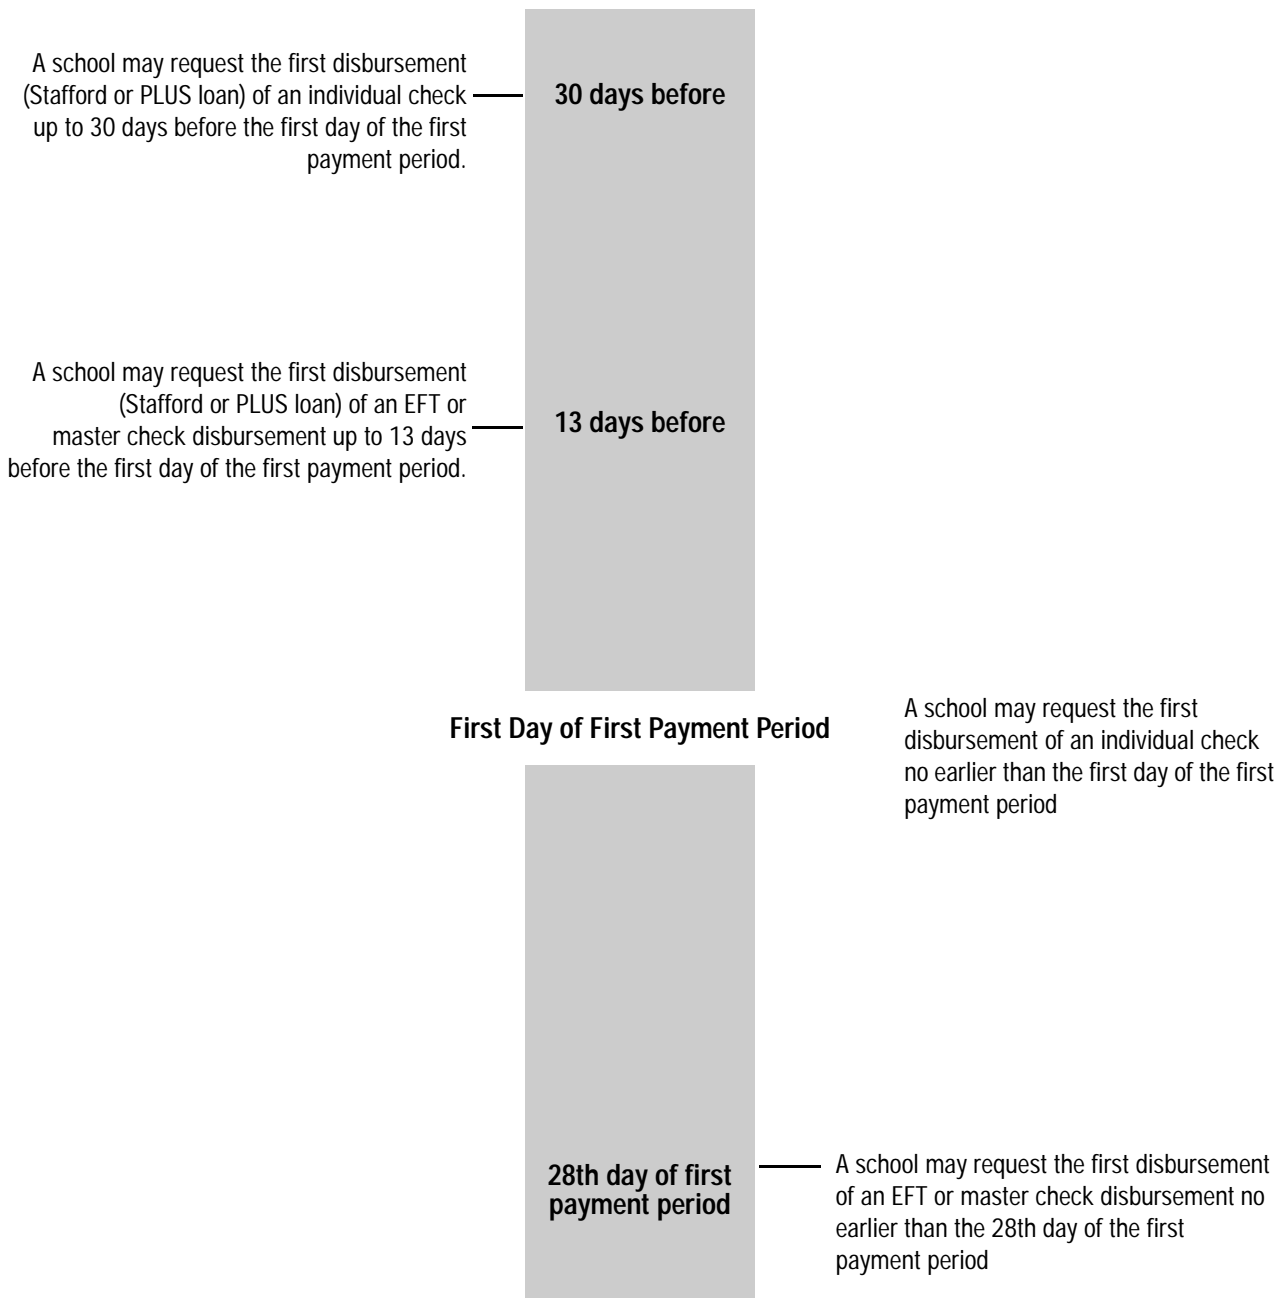 A school may request the first disbursement
(Stafford or PLUS loan) of an individual check
up to 30 days before the first day of the first
payment period.
30 days before
A school may request the first disbursement
(Stafford or PLUS loan) of an EFT or
master check disbursement up to 13 days
before the first day of the first payment period.
13 days before
First Day of First Payment Period
A school may request the first
disbursement of an individual check
no earlier than the first day of the first
payment period
28th day of first
payment period
A school may request the first disbursement
of an EFT or master check disbursement no
earlier than the 28th day of the first
payment period